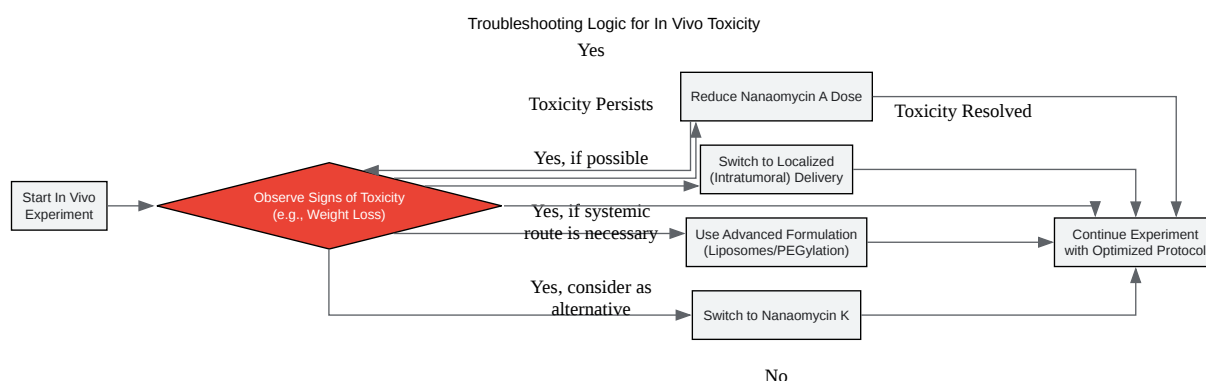 Troubleshooting Logic for In Vivo Toxicity
Yes
Reduce Nanaomycin A Dose
Toxicity Persists
Toxicity Resolved
Yes, if possible
Switch to Localized
(Intratumoral) Delivery
Start In Vivo
Experiment
Observe Signs of Toxicity
(e.g., Weight Loss)
Yes, if systemic
route is necessary
Use Advanced Formulation
(Liposomes/PEGylation)
Continue Experiment
with Optimized Protocol
Yes, consider as
alternative
Switch to Nanaomycin K
No